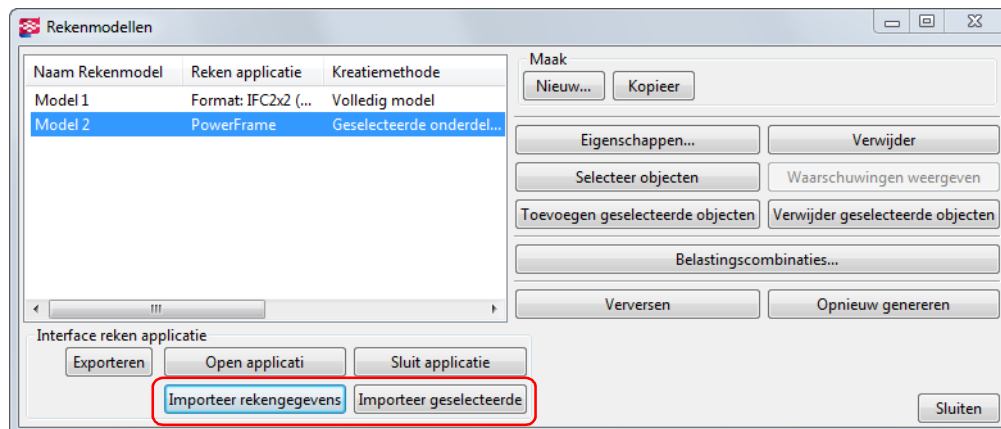 Rekenmodellen
Naam Rekenmodel Reken applicatie Kreatiemethode
Model 1 Format: IFC2x2 (... Volledig model
Model 2 PowerFrame Geselecteerde onderdel...
Maak
Nieuw... Kopieer
Eigenschappen... Verwijder
Selecteer objecten Waarschuwingen weergeven
Toevoegen geselecteerde objecten Verwijder geselecteerde objecten
Belastingscombinaties...
Verversen Opnieuw genereren
Interface reken applicatie
Exporteren Open applicati Sluit applicatie
Importeer rekengegevens Importeer geselecteerde
Sluiten